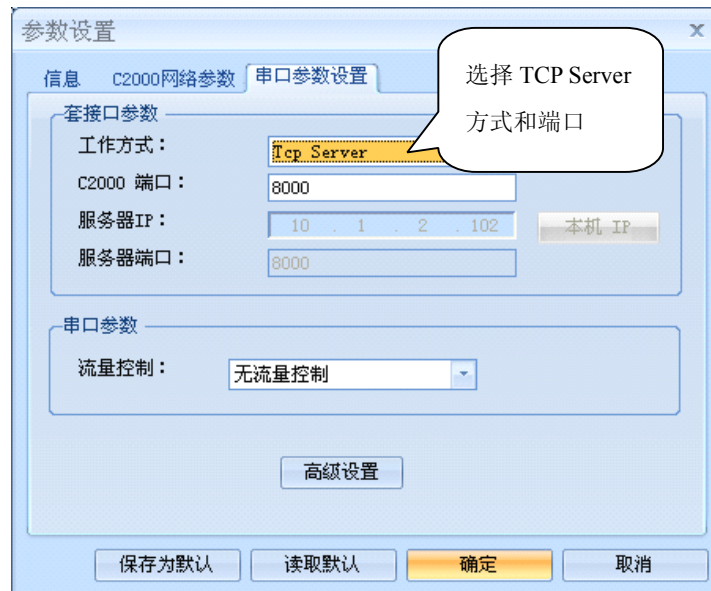 参数设置
信息 C2000网络参数 串口参数设置
选择 TCP Server
方式和端口
套接口参数
工作方式： Tcp Server
C2000 端口： 8000
服务器IP： 10 . 1 . 2 . 102 本机 IP
服务器端口： 8000
串口参数
流量控制： 无流量控制
高级设置
保存为默认 读取默认 确定 取消